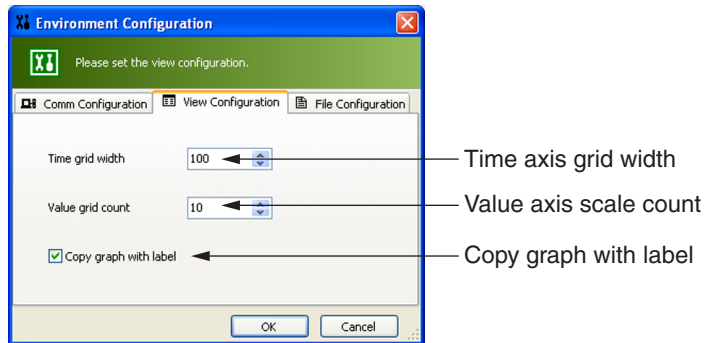 Environment Configuration
Please set the view configuration.
Comm Configuration View Configuration File Configuration
Time grid width 100 Time axis grid width
Value grid count 10 Value axis scale count
Copy graph with label Copy graph with label
OK Cancel